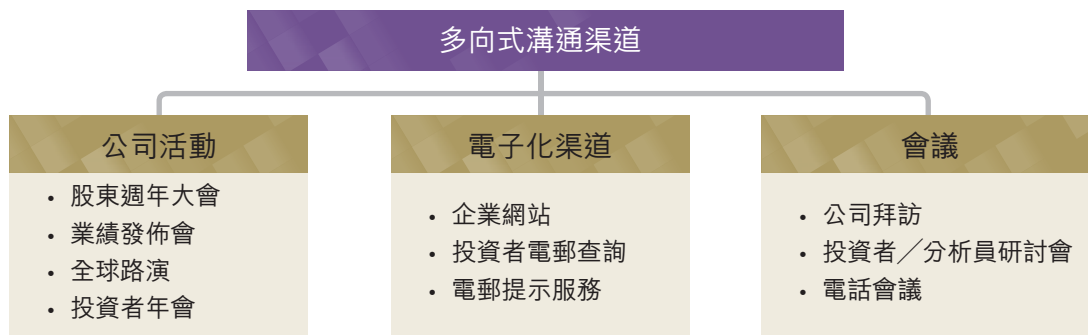 多向式溝通渠道
公司活動
• 股東週年大會
• 業績發佈會
• 全球路演
• 投資者年會
電子化渠道
• 企業網站
• 投資者電郵查詢
• 電郵提示服務
會議
• 公司拜訪
• 投資者╱分析員研討會
• 電話會議